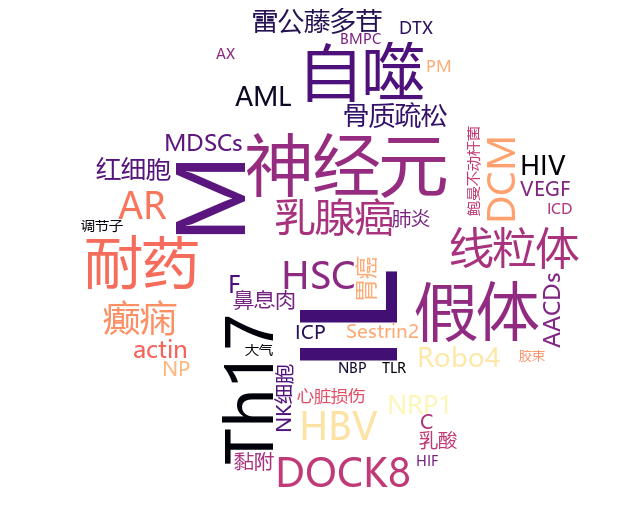 雷公藤多苷
DTX
BMPC
AX
自噬
PM
AML
骨质疏松
MDSCs
神经元
鲍曼不动杆菌
DCM
HIV
红细胞
M
VEGF
AR
乳腺癌
肺炎
ICD
调节子
耐药
线粒体
HSC
胃癌
IL
假体
AACDs
F
鼻息肉
癫痫
Th17
ICP
Sestrin2
actin
大气
Robo4
胶束
NP
NBP
TLR
NK细胞
心脏损伤
NRP1
HBV
C
乳酸
黏附
DOCK8
HIF